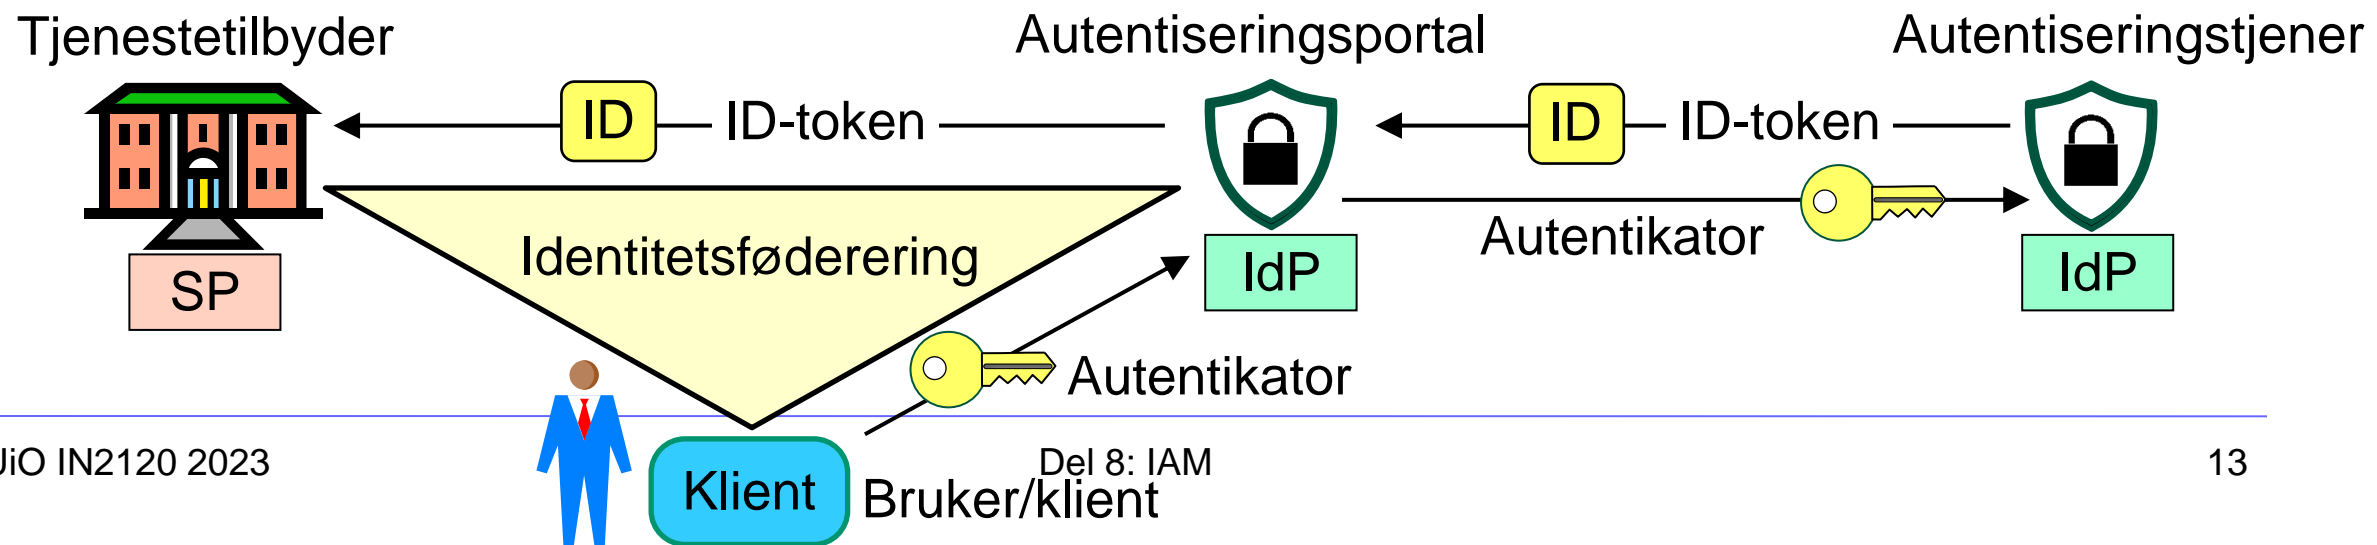 Tjenestetilbyder
Autentiseringsportal
Autentiseringstjener
ID
ID-token
ID
ID-token
Identitetsføderering
Autentikator
SP
IdP
IdP
Autentikator
IN2120 2023
Del 8: IAM
13
Klient
Bruker/klient